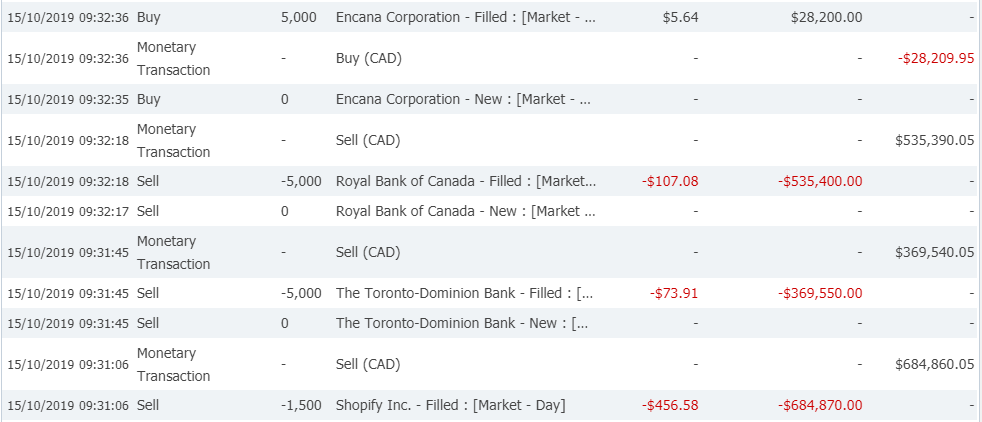 15/10/2019 09:32:36 Buy 5,000 Encana Corporation - Filled : [Market - ... $5.64 $28,200.00 -
15/10/2019 09:32:36 Monetary Transaction - Buy (CAD) - - -$28,209.95
15/10/2019 09:32:35 Buy 0 Encana Corporation - New : [Market - ... - - -
15/10/2019 09:32:18 Monetary Transaction - Sell (CAD) - - $535,390.05
15/10/2019 09:32:18 Sell -5,000 Royal Bank of Canada - Filled : [Market... -$107.08 -$535,400.00 -
15/10/2019 09:32:17 Sell 0 Royal Bank of Canada - New : [Market ... - - -
15/10/2019 09:31:45 Monetary Transaction - Sell (CAD) - - $369,540.05
15/10/2019 09:31:45 Sell -5,000 The Toronto-Dominion Bank - Filled : [... -$73.91 -$369,550.00 -
15/10/2019 09:31:45 Sell 0 The Toronto-Dominion Bank - New : [... - - -
15/10/2019 09:31:06 Monetary Transaction - Sell (CAD) - - $684,860.05
15/10/2019 09:31:06 Sell -1,500 Shopify Inc. - Filled : [Market - Day] -$456.58 -$684,870.00 -